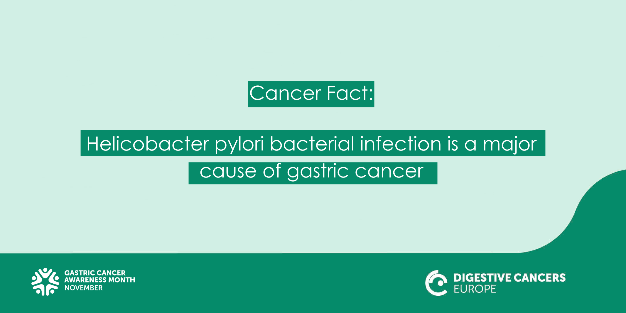 Cancer Fact:
Helicobacter pylori bacterial infection is a major
cause of gastric cancer
GASTRIC CANCER
AWARENESS MONTH
NOVEMBER
DIGESTIVE CANCERS
EUROPE